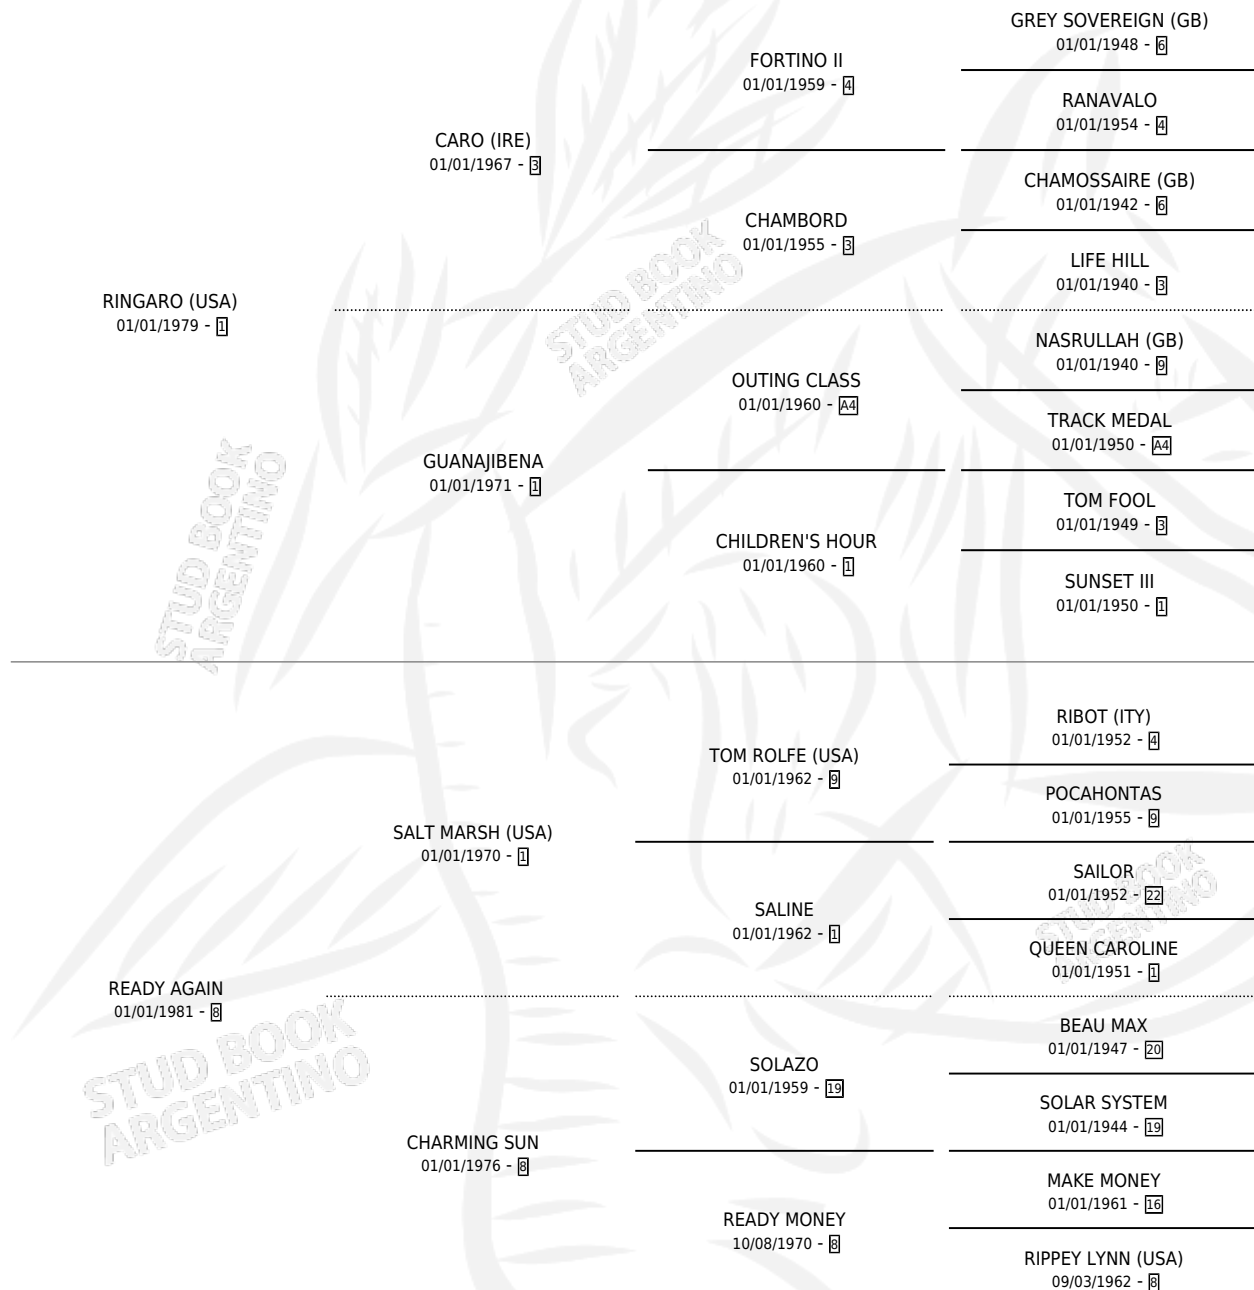 GREY SOVEREIGN (GB)
01/01/1948 - 6
FORTINO II
01/01/1959 - 4
RANAVALO
01/01/1954 - 4
CARO (IRE)
01/01/1967 - 3
CHAMOSSAIRE (GB)
01/01/1942 - 6
CHAMBORD
01/01/1955 - 3
LIFE HILL
01/01/1940 - 3
RINGARO (USA)
01/01/1979 - 1
STUD BOOK
ARGENTINO
NASRULLAH (GB)
01/01/1940 - 9
OUTING CLASS
01/01/1960 - A4
TRACK MEDAL
01/01/1950 - A4
GUANAJIBENA
01/01/1971 - 1
TOM FOOL
01/01/1949 - 3
CHILDREN'S HOUR
01/01/1960 - 1
SUNSET III
01/01/1950 - 1
STUD BOOK
ARGENTINO
RIBOT (ITY)
01/01/1952 - 4
TOM ROLFE (USA)
01/01/1962 - 9
POCAHONTAS
01/01/1955 - 9
SALT MARSH (USA)
01/01/1970 - 1
SAILOR
01/01/1952 - 22
SALINE
01/01/1962 - 1
QUEEN CAROLINE
01/01/1951 - 1
STUD BOOK
ARGENTINO
READY AGAIN
01/01/1981 - 8
BEAU MAX
01/01/1947 - 20
SOLAZO
01/01/1959 - 19
SOLAR SYSTEM
01/01/1944 - 19
STUD BOOK
ARGENTINO
CHARMING SUN
01/01/1976 - 8
MAKE MONEY
01/01/1961 - 16
READY MONEY
10/08/1970 - 8
RIPPEY LYNN (USA)
09/03/1962 - 8